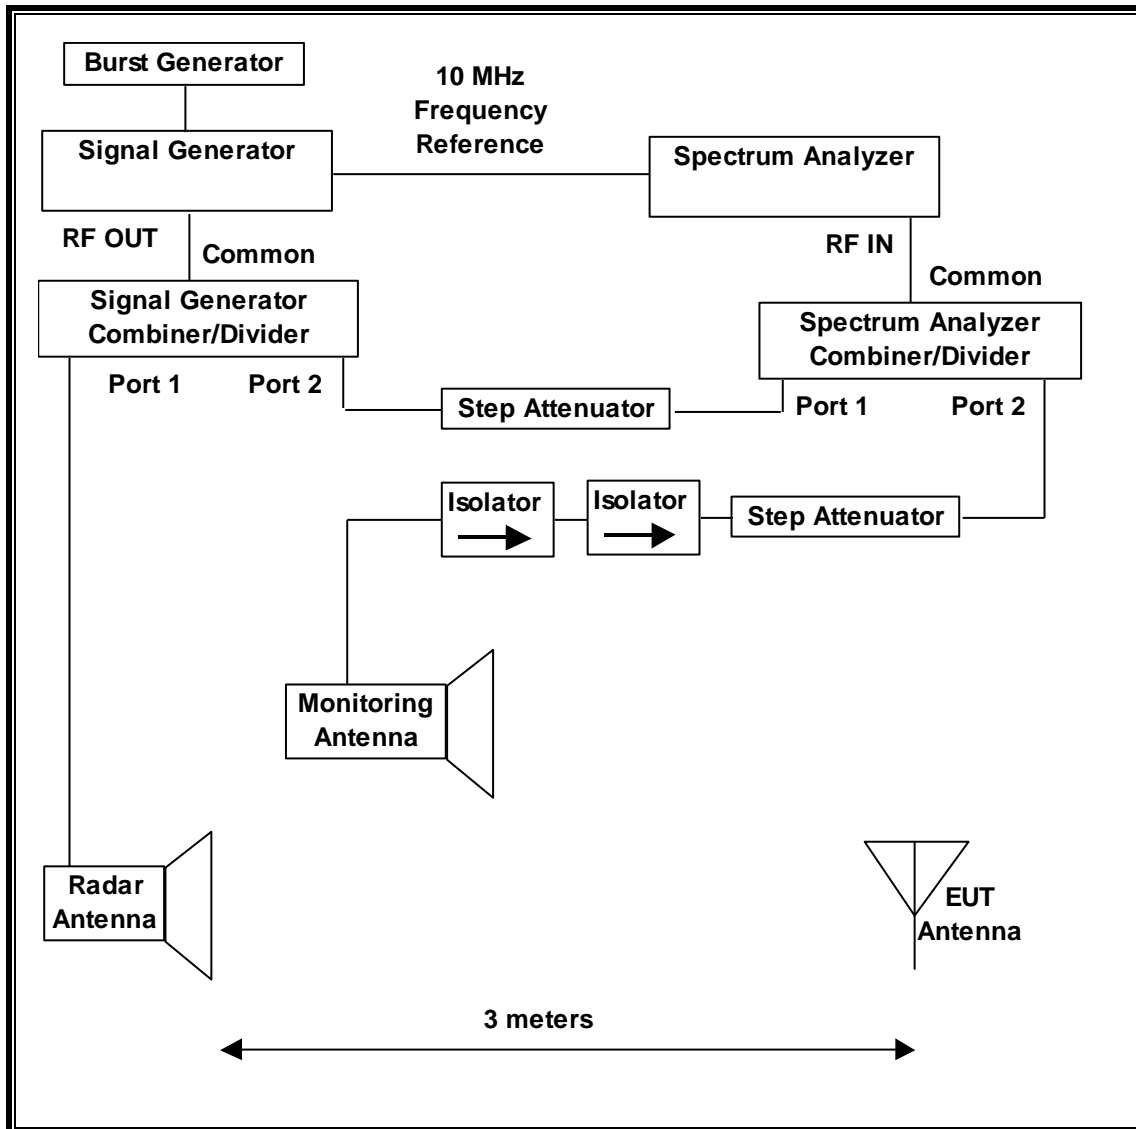 Burst Generator
10 MHz
Frequency
Reference
Signal Generator
Spectrum Analyzer
RF OUT
Common
RF IN
Common
Signal Generator
Combiner/Divider
Spectrum Analyzer
Combiner/Divider
Port 1
Port 2
Step Attenuator
Port 1
Port 2
Isolator
Isolator
Step Attenuator
Monitoring
Antenna
Radar
Antenna
EUT
Antenna
3 meters